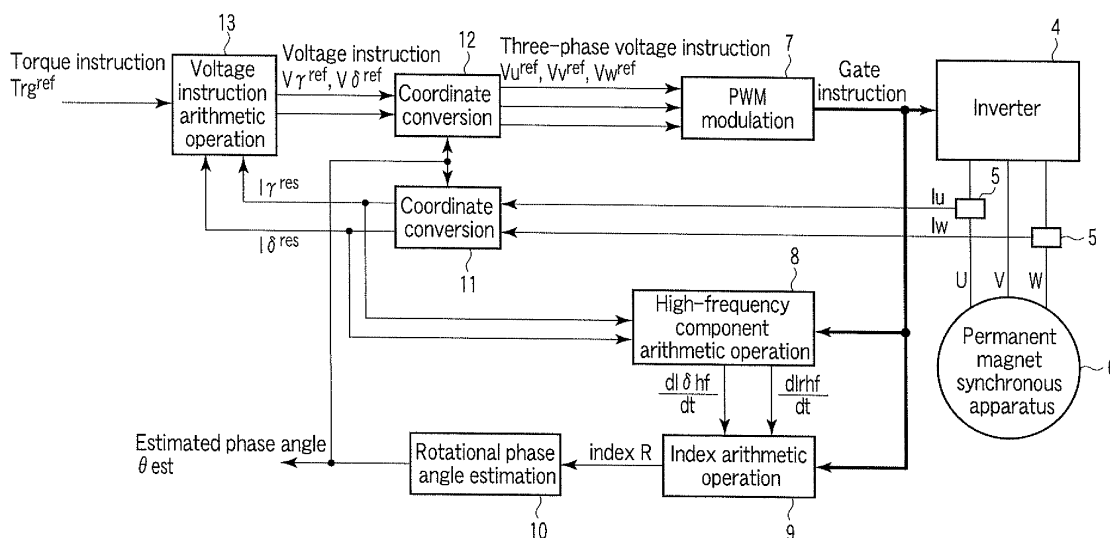 13
Torque instruction
Trg^ref
Voltage
instruction
arithmetic
operation
Voltage instruction
Vγ^ref, Vδ^ref
12
Coordinate
conversion
Three-phase voltage instruction
Vu^ref, Vv^ref, Vw^ref
7
PWM
modulation
Gate
instruction
4
Inverter
Iγ^res
Iδ^res
Coordinate
conversion
11
Iu
Iw
5
5
U
V
W
8
High-frequency
component
arithmetic operation
Permanent
magnet
synchronous
apparatus
dIδhf
dt
dIrhf
dt
Estimated phase angle
θest
Rotational phase
angle estimation
10
index R
Index arithmetic
operation
9